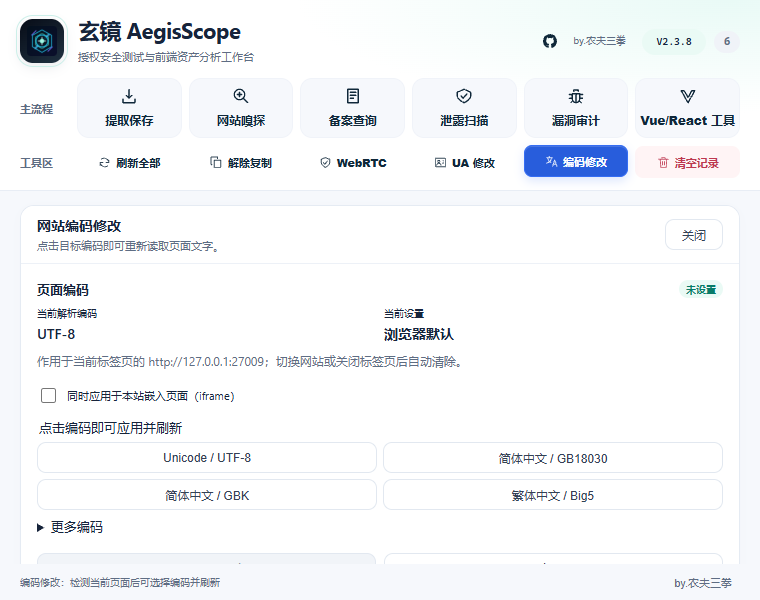 玄镜 AegisScope
授权安全测试与前端资产分析工作台
by.农夫三拳
V2.3.8
6
主流程
提取保存
网站嗅探
备案查询
泄露扫描
漏洞审计
Vue/React 工具
工具区
刷新全部
解除复制
WebRTC
UA 修改
编码修改
清空记录
网站编码修改
点击目标编码即可重新读取页面文字。
关闭
页面编码
未设置
当前解析编码
当前设置
UTF-8
浏览器默认
作用于当前标签页的 http://127.0.0.1:27009；切换网站或关闭标签页后自动清除。
同时应用于本站嵌入页面（iframe）
点击编码即可应用并刷新
Unicode / UTF-8
简体中文 / GB18030
简体中文 / GBK
繁体中文 / Big5
更多编码
编码修改：检测当前页面后可选择编码并刷新
by.农夫三拳